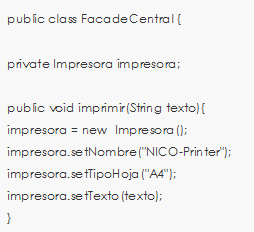 public class FacadeCentral {
private Impresora impresora;
public void imprimir(String texto){
impresora = new  Impresora();
impresora.setNombre("NICO-Printer");
impresora.setTipoHoja("A4");
impresora.setTexto(texto);
}